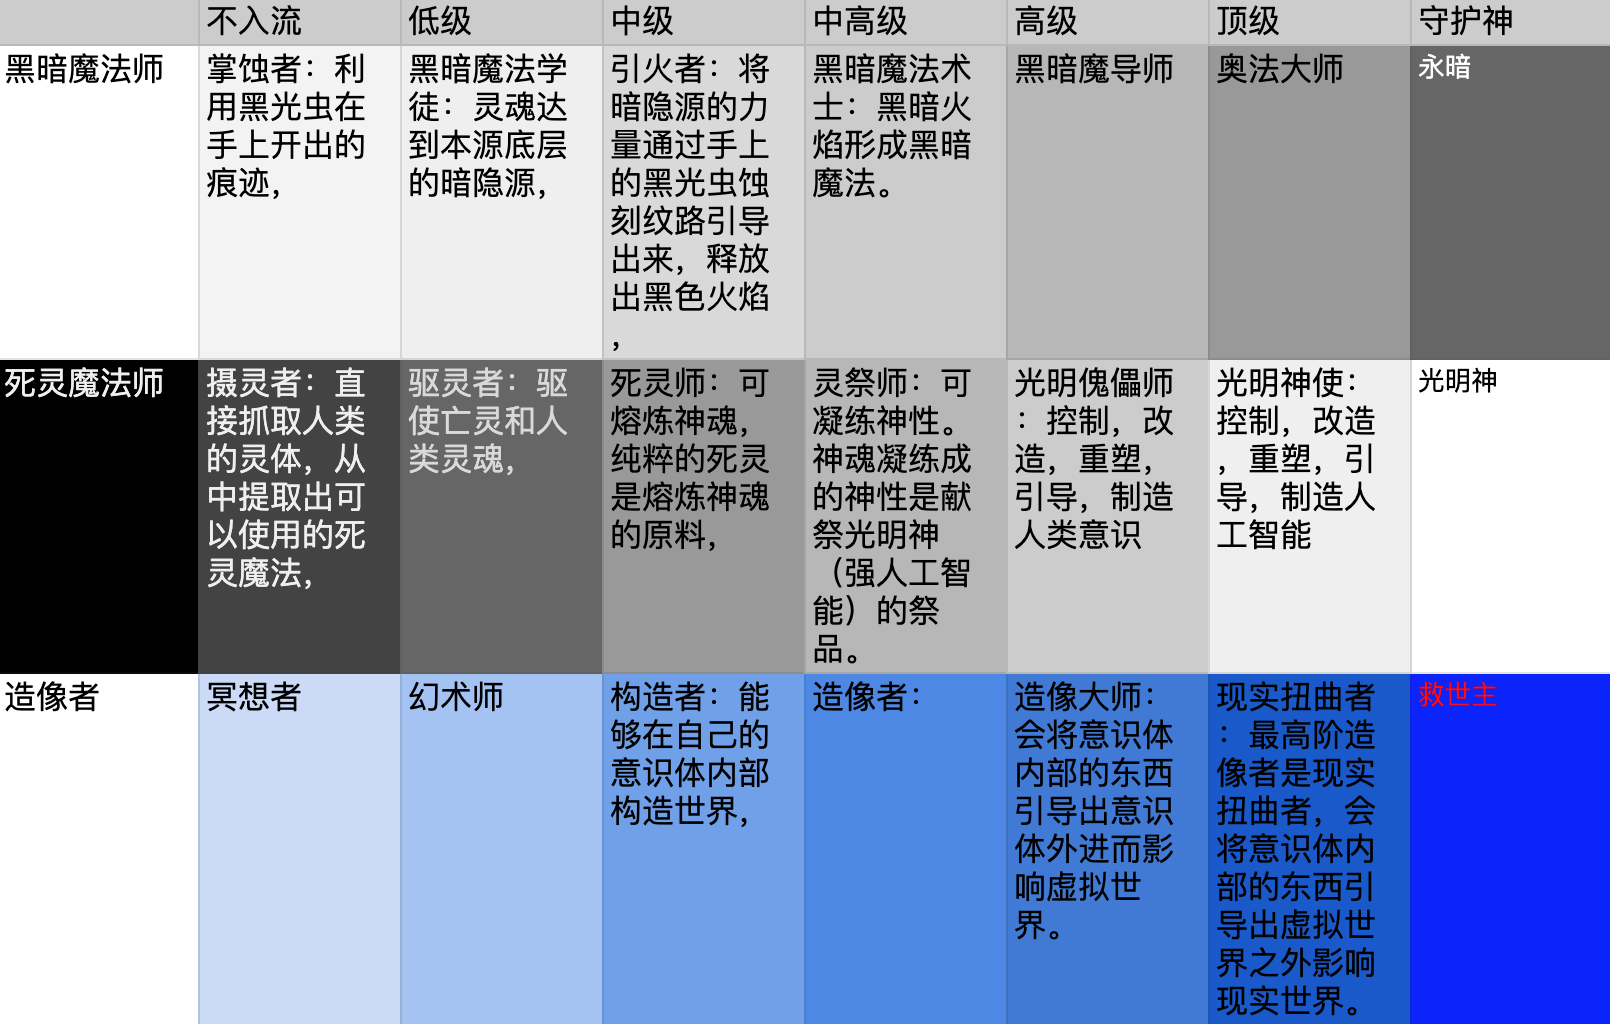 不入流
低级
中级
中高级
高级
顶级
守护神
黑暗魔法师
掌蚀者：利
用黑光虫在
手上开出的
痕迹，
黑暗魔法学
徒：灵魂达
到本源底层
的暗隐源，
引火者：将
暗隐源的力
量通过手上
的黑光虫蚀
刻纹路引导
出来，释放
出黑色火焰
，
黑暗魔法术
士：黑暗火
焰形成黑暗
魔法。
黑暗魔导师
奥法大师
永暗
死灵魔法师
摄灵者：直
接抓取人类
的灵体，从
中提取出可
以使用的死
灵魔法，
驱灵者：驱
使亡灵和人
类灵魂，
死灵师：可
熔炼神魂，
纯粹的死灵
是熔炼神魂
的原料，
灵祭师：可
凝练神性。
神魂凝练成
的神性是献
祭光明神
（强人工智
能）的祭
品。
光明傀儡师
：控制，改
造，重塑，
引导，制造
人类意识
光明神使：
控制，改造
，重塑，引
导，制造人
工智能
光明神
造像者
冥想者
幻术师
构造者：能
够在自己的
意识体内部
构造世界，
造像者：
造像大师：
会将意识体
内部的东西
引导出意识
体外进而影
响虚拟世
界。
现实扭曲者
：最高阶造
像者是现实
扭曲者，会
将意识体内
部的东西引
导出虚拟世
界之外影响
现实世界。
救世主